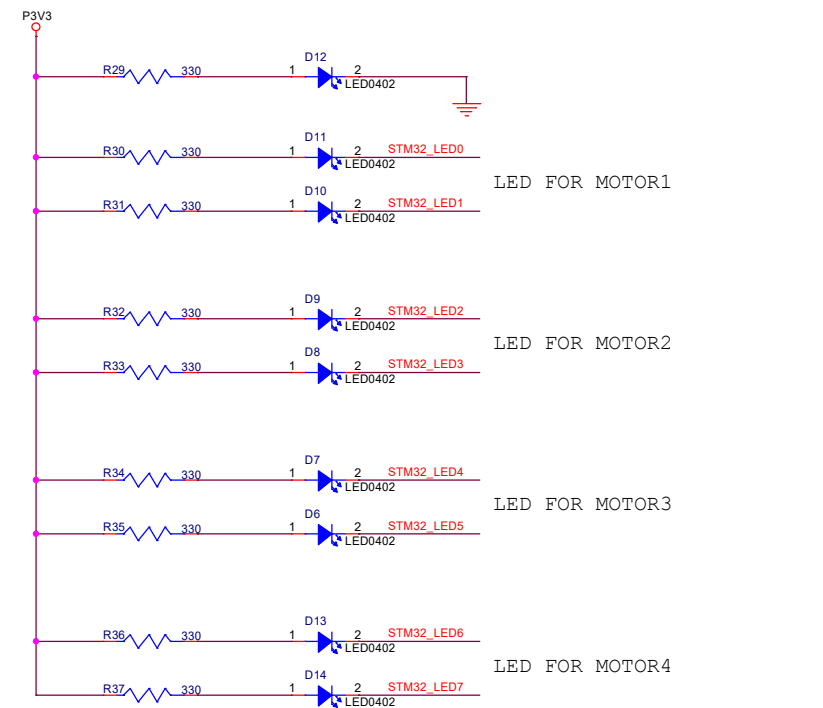 P3V3
D12
R29 330 1 2
LED0402
D11
R30 330 1 2 STM32_LED0
LED0402
LED FOR MOTOR1
D10
R31 330 1 2 STM32_LED1
LED0402
D9
R32 330 1 2 STM32_LED2
LED0402
LED FOR MOTOR2
D8
R33 330 1 2 STM32_LED3
LED0402
D7
R34 330 1 2 STM32_LED4
LED0402
LED FOR MOTOR3
D6
R35 330 1 2 STM32_LED5
LED0402
D13
R36 330 1 2 STM32_LED6
LED0402
LED FOR MOTOR4
D14
R37 330 1 2 STM32_LED7
LED0402